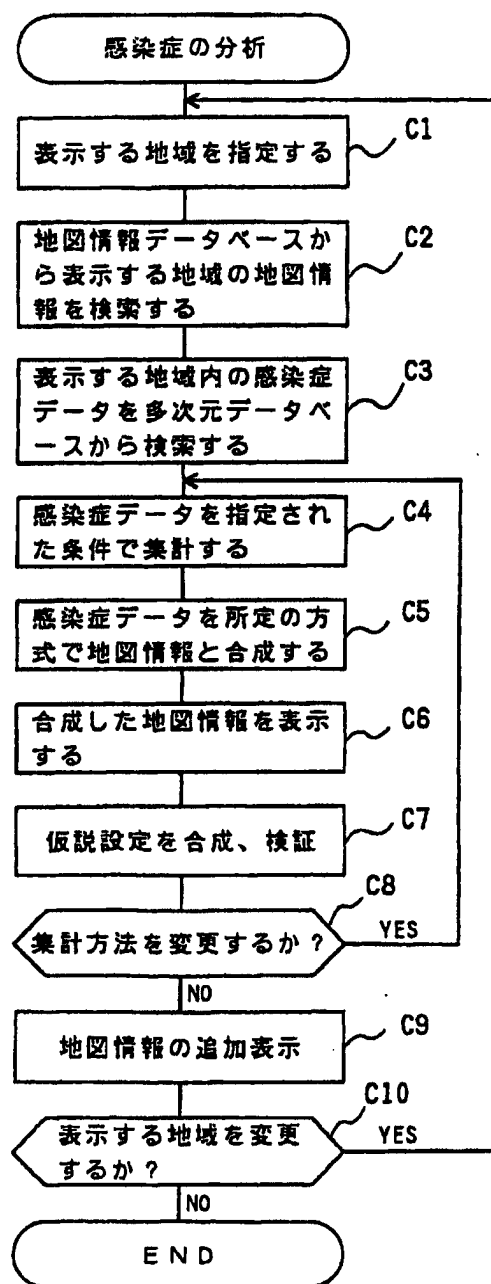 感染症の分析
表示する地域を指定する
C1
地図情報データベースか
ら表示する地域の地図情
報を検索する
C2
表示する地域内の感染症
データを多次元データベ
ースから検索する
C3
感染症データを指定され
た条件で集計する
C4
感染症データを所定の方
式で地図情報と合成する
C5
合成した地図情報を表示
する
C6
仮説設定を合成、検証
C7
集計方法を変更するか?
C8
YES
NO
地図情報の追加表示
C9
表示する地域を変更
するか?
C10
YES
NO
END